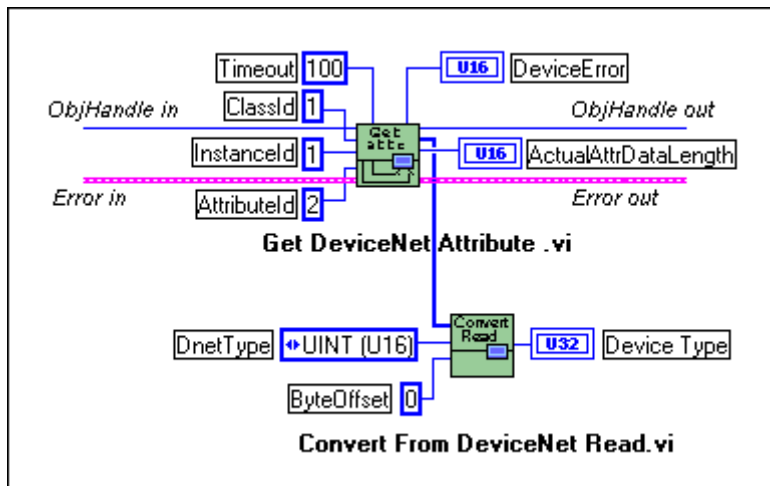 Timeout 100 U16 DeviceError
ObjHandle in ClassId 1 ObjHandle out
Get
attr
InstanceId 1 U16 ActualAttrDataLength
Error in AttributeId 2 Error out
Get DeviceNet Attribute .vi
Convert
Read
DnetType UINT (U16) U32 Device Type
ByteOffset 0
Convert From DeviceNet Read.vi